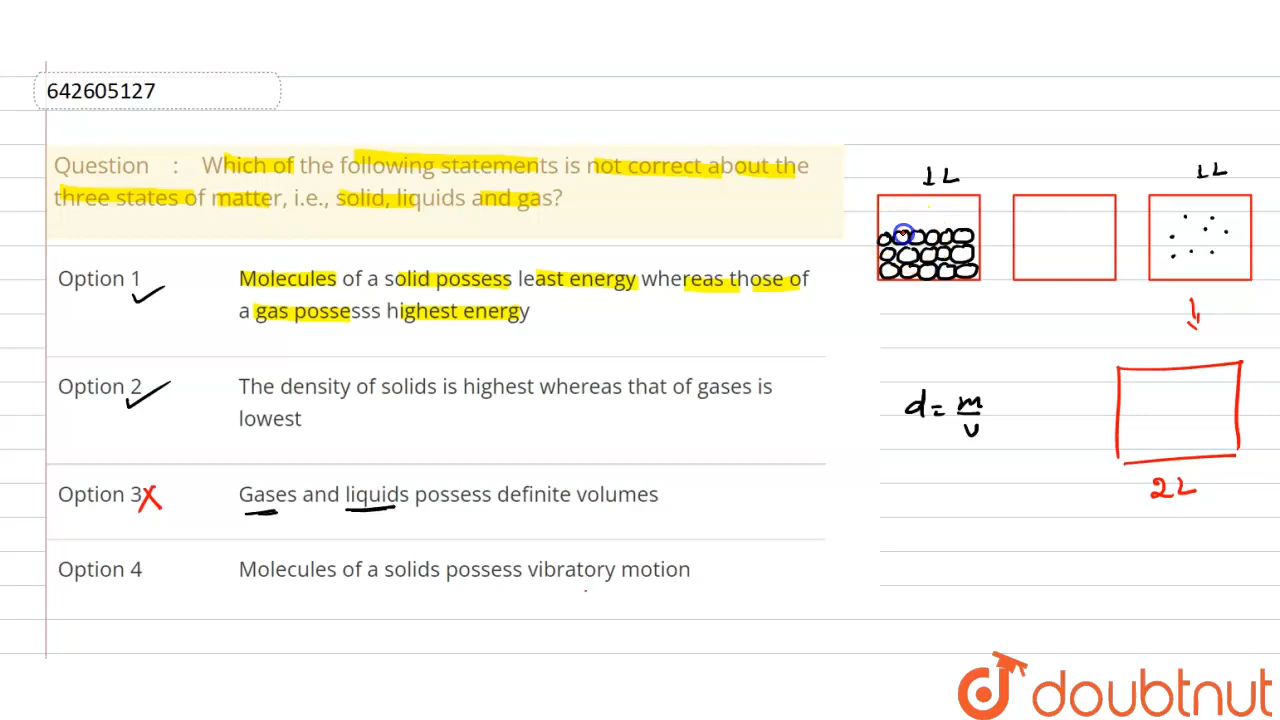 642605127
Question : Which of the following statements is not correct about the
three states of matter, i.e., solid, liquids and gas?
Option 1 Molecules of a solid possess least energy whereas those of
a gas possesss highest energy
Option 2 The density of solids is highest whereas that of gases is
lowest
Option 3 X Gases and liquids possess definite volumes
Option 4 Molecules of a solids possess vibratory motion
1L
1L
d = m
v
2L
doubtnut